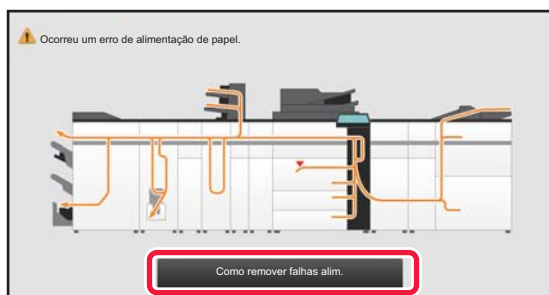 Ocorreu um erro de alimentação de papel.
Como remover falhas alim.